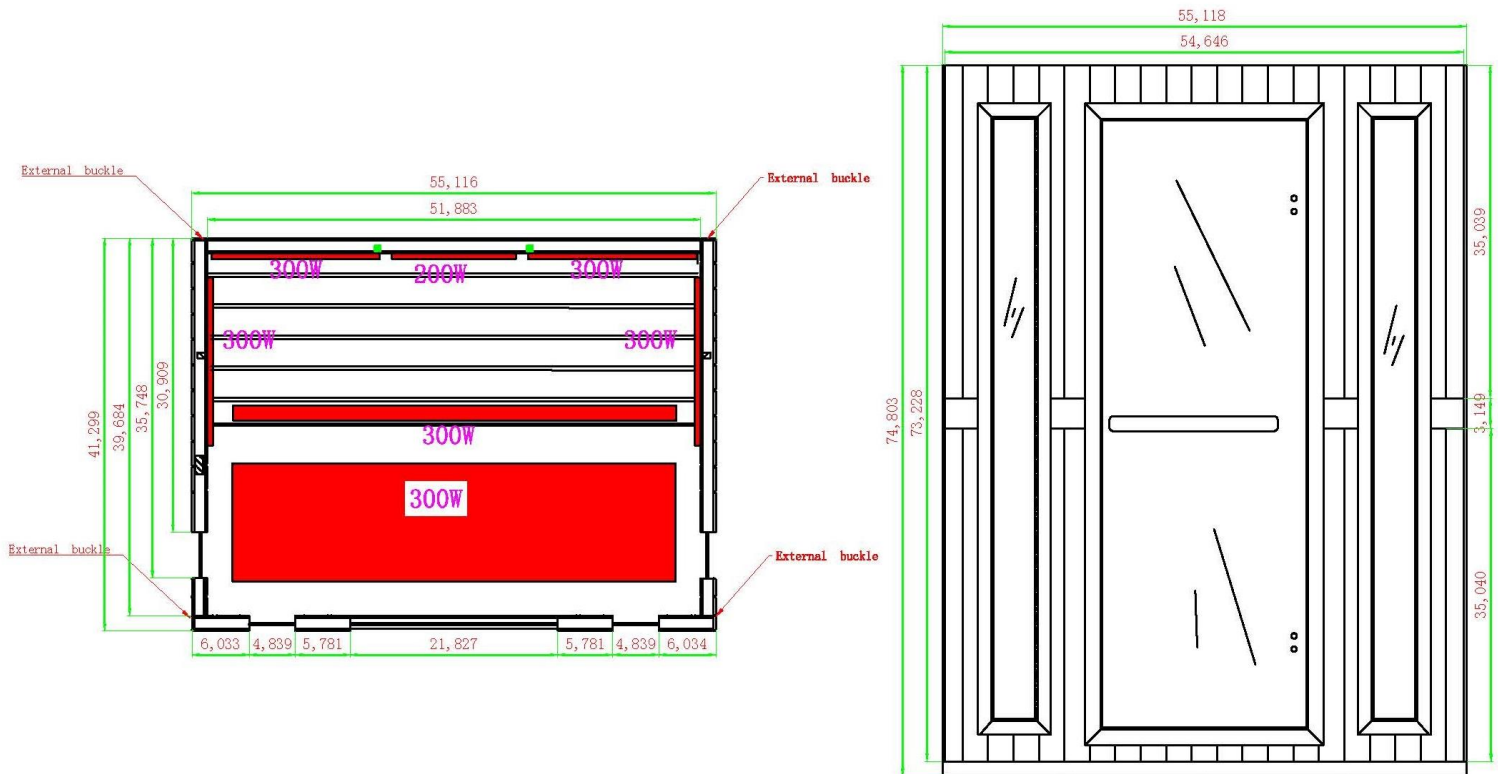 External buckle
55,116
External buckle
51,883
300W
200W
300W
300W
300W
300W
300W
41,299
39,684
35,748
30,909
External buckle
External buckle
6,033
4,839
5,781
21,827
5,781
4,839
6,034
55,118
54,646
74,803
73,228
35,039
3,149
35,040